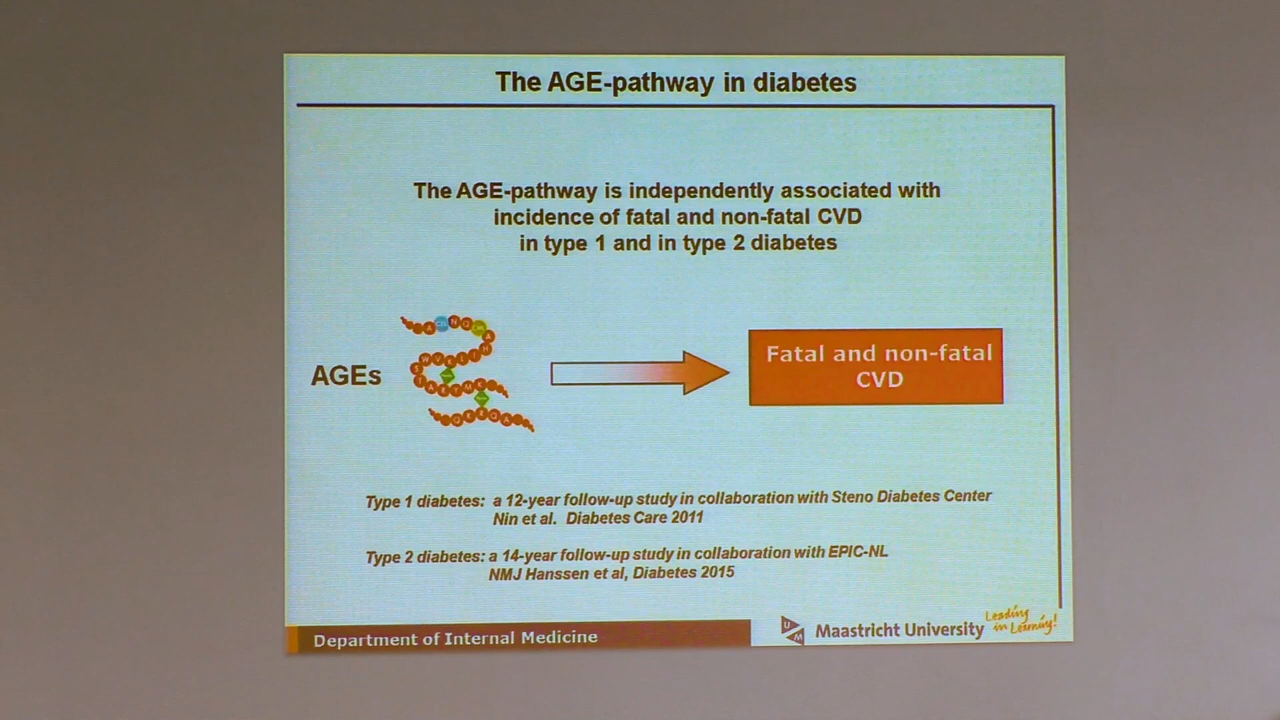 The AGE-pathway in diabetes
The AGE-pathway is independently associated with
incidence of fatal and non-fatal CVD
in type 1 and in type 2 diabetes
AGEs
Fatal and non-fatal
CVD
Type 1 diabetes: a 12-year follow-up study in collaboration with Steno Diabetes Center
Nin et al. Diabetes Care 2011
Type 2 diabetes: a 14-year follow-up study in collaboration with EPIC-NL
NMJ Hanssen et al, Diabetes 2015
Department of Internal Medicine
UM
Maastricht University
Leading
in Learning!